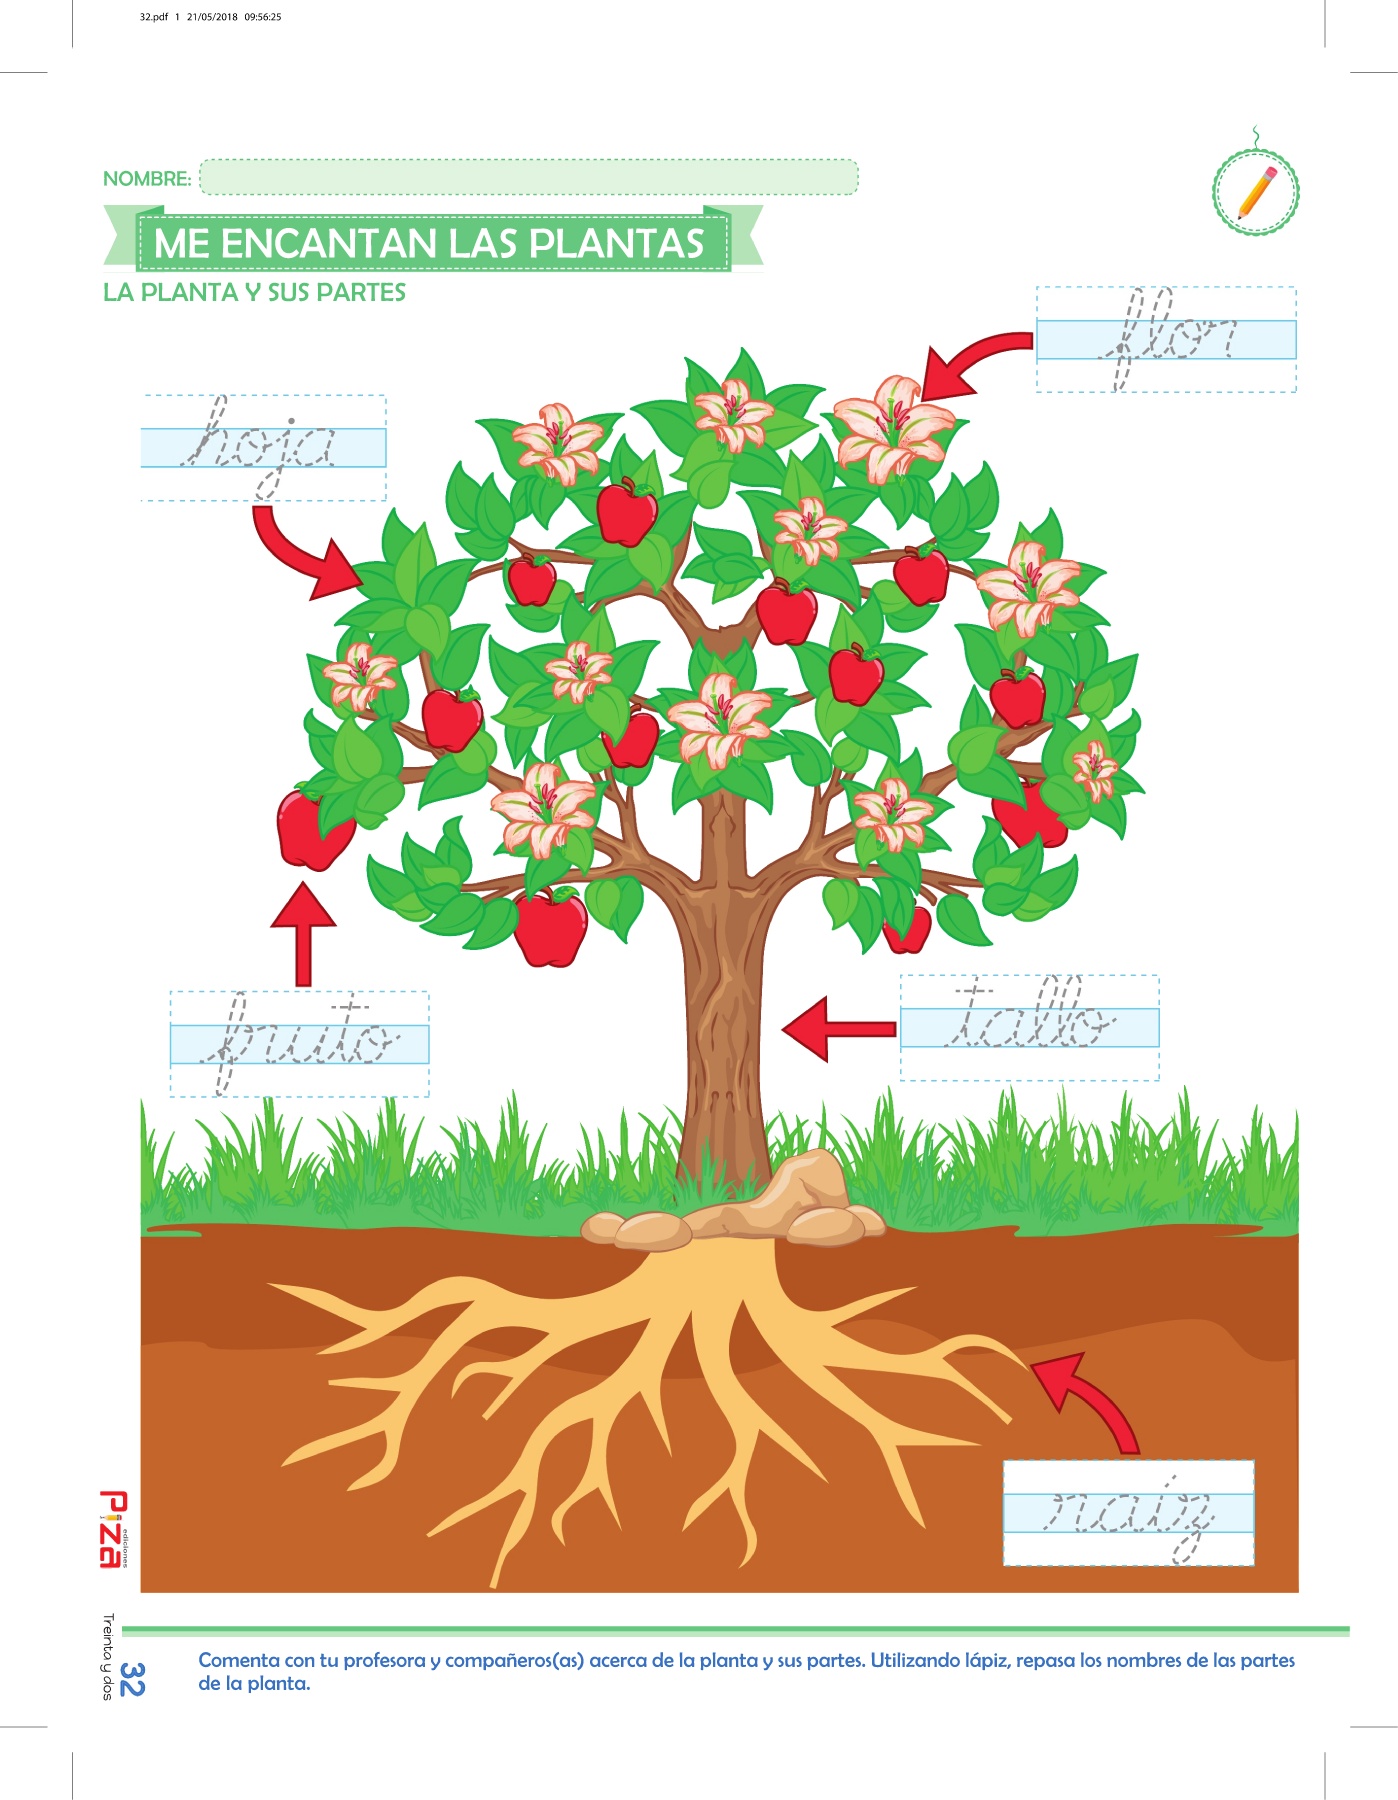 32.pdf 1 21/05/2018 09:56:25
NOMBRE:
ME ENCANTAN LAS PLANTAS
LA PLANTA Y SUS PARTES
flor
hoja
fruto
tallo
raíz
Piza
ediciones
Treinta y dos
32
Comenta con tu profesora y compañeros(as) acerca de la planta y sus partes. Utilizando lápiz, repasa los nombres de las partes
de la planta.